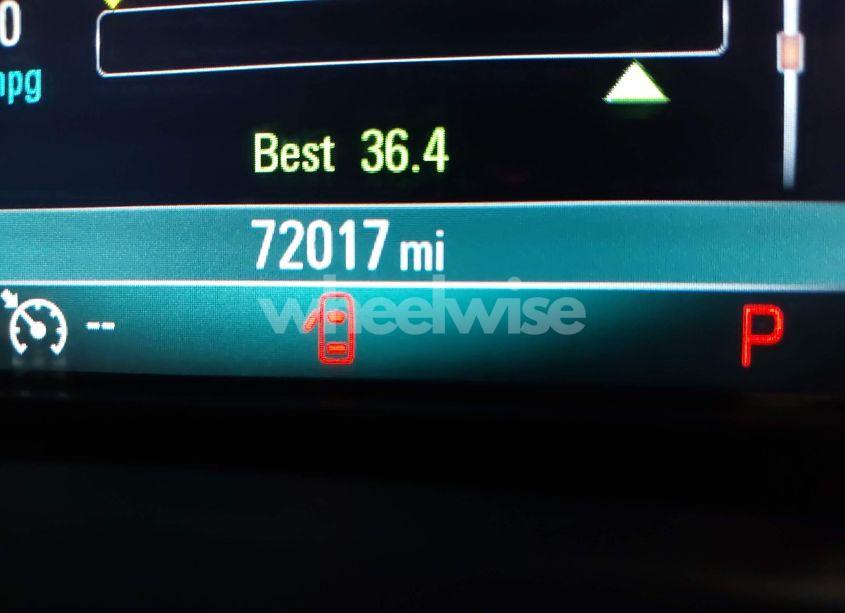 0
mpg
Best 36.4
72017 mi
--
wheelwise
P